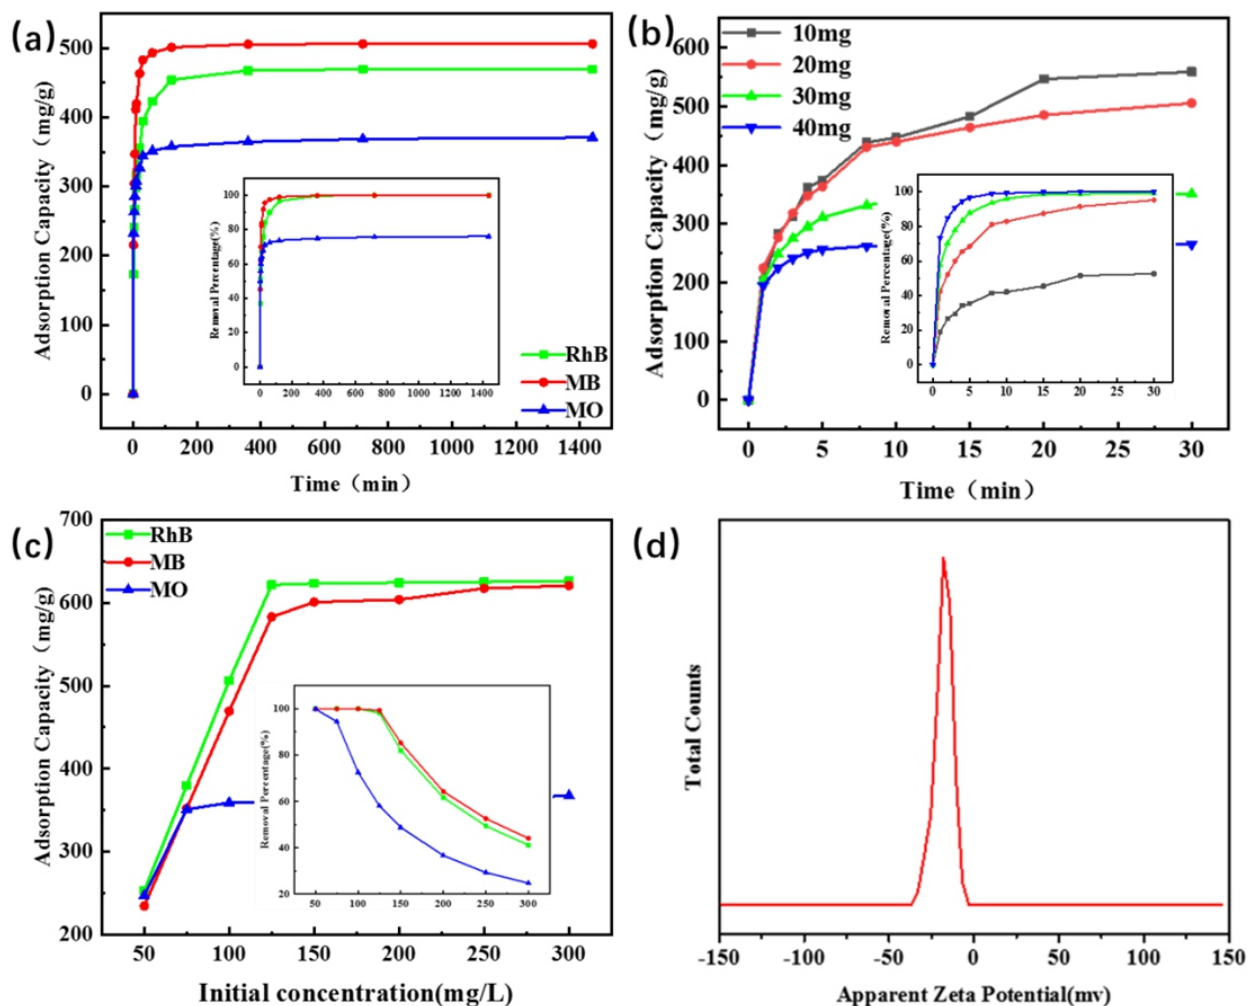 (a)
Adsorption Capacity（mg/g）
500
400
300
200
100
0
0 200 400 600 800 1000 1200 1400
Time（min）
RhB
MB
MO
Removal Percentage(%)
100
80
60
40
20
0
0 200 400 600 800 1000 1200 1400
(b)
Adsorption Capacity（mg/g）
600
500
400
300
200
100
0
0 5 10 15 20 25 30
Time（min）
10mg
20mg
30mg
40mg
Removal Percentage(%)
100
80
60
40
20
0
0 5 10 15 20 25 30
(c)
Adsorption Capacity（mg/g）
700
600
500
400
300
200
50 100 150 200 250 300
Initial concentration(mg/L)
RhB
MB
MO
Removal Percentage(%)
100
80
60
40
20
50 100 150 200 250 300
(d)
Total Counts
-150 -100 -50 0 50 100 150
Apparent Zeta Potential(mv)